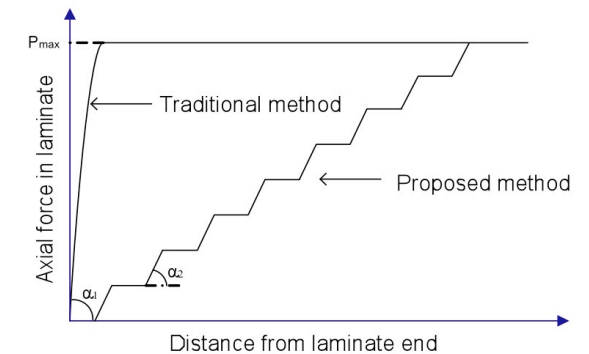 Pmax
Axial force in laminate
Traditional method
Proposed method
α2
α1
Distance from laminate end